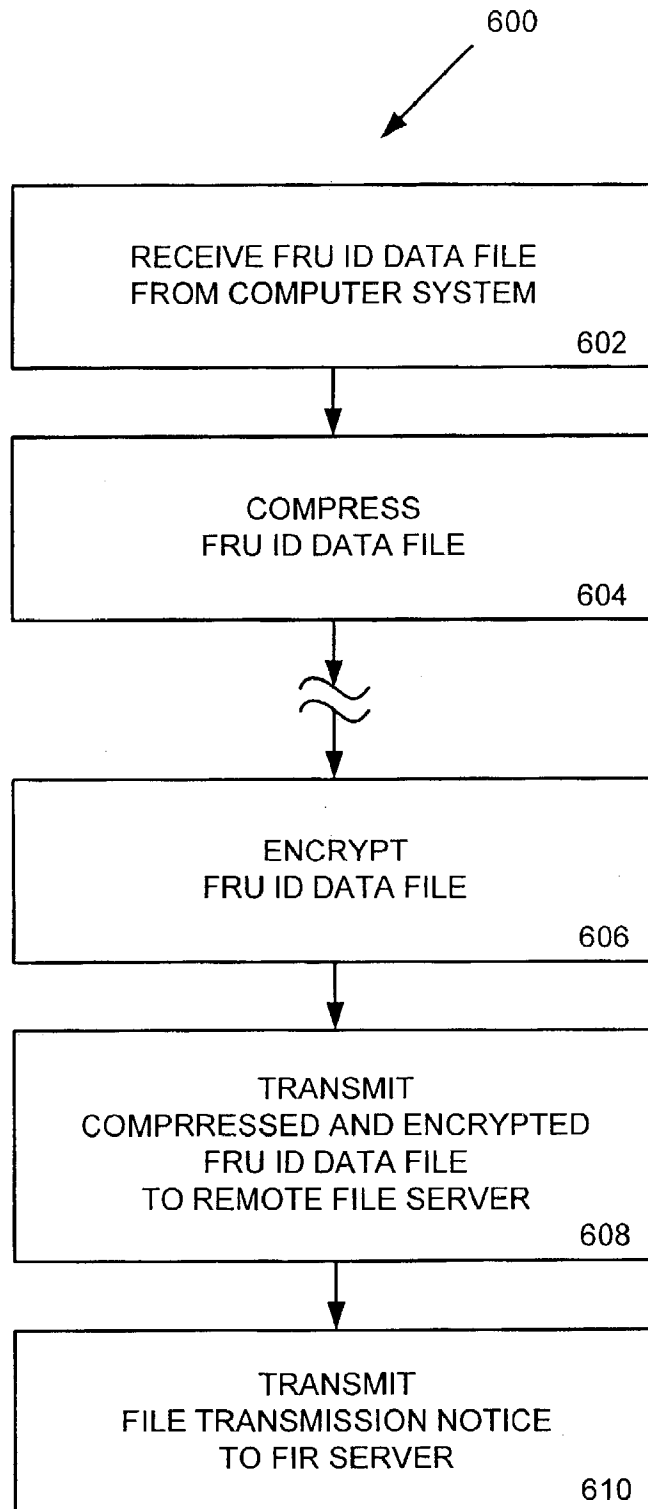 600
RECEIVE FRU ID DATA FILE
FROM COMPUTER SYSTEM
602
COMPRESS
FRU ID DATA FILE
604
ENCRYPT
FRU ID DATA FILE
606
TRANSMIT
COMPRRESSED AND ENCRYPTED
FRU ID DATA FILE
TO REMOTE FILE SERVER
608
TRANSMIT
FILE TRANSMISSION NOTICE
TO FIR SERVER
610